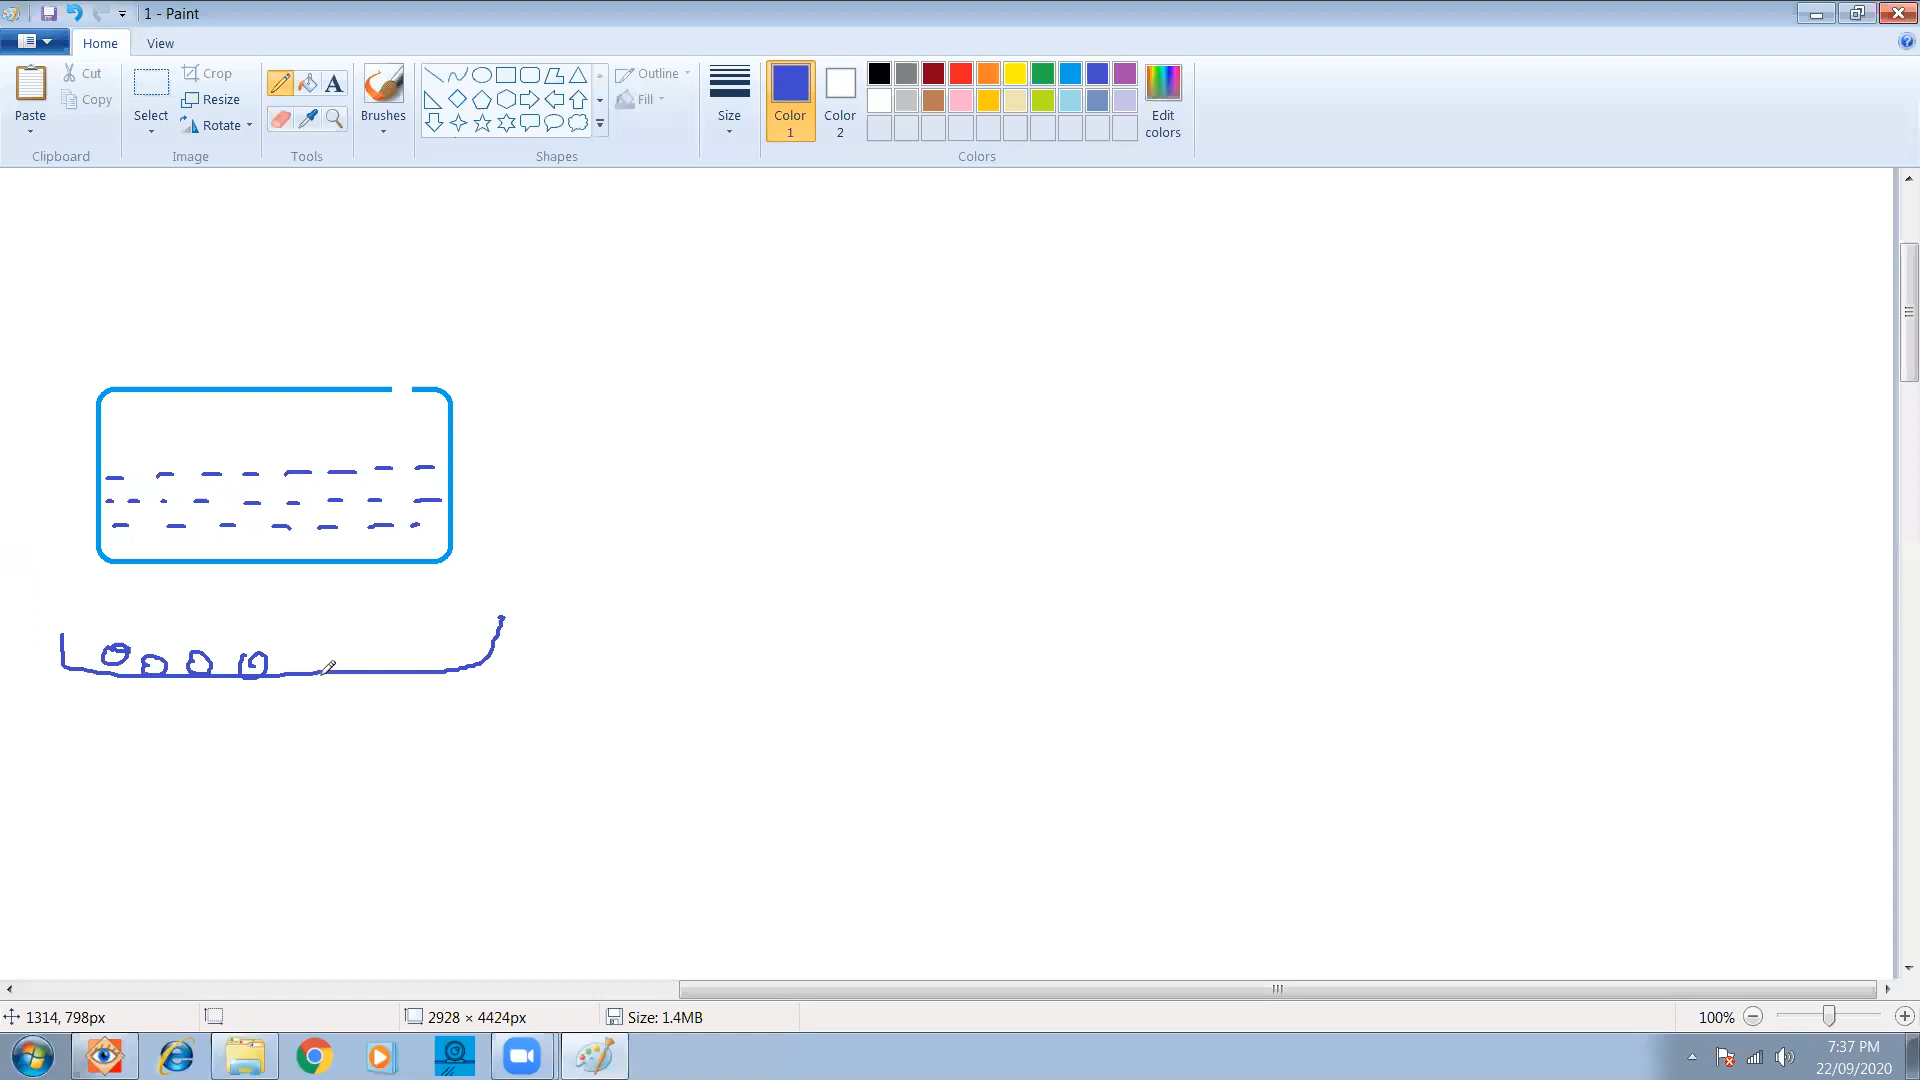 1 - Paint
Home View
Paste
Cut
Copy
Clipboard
Select
Crop
Resize
Rotate
Image
A
Tools
Brushes
Outline
Fill
Shapes
Size
Color 1
Color 2
Edit colors
Colors
1314, 798px
2928 × 4424px
Size: 1.4MB
100%
7:37 PM
22/09/2020